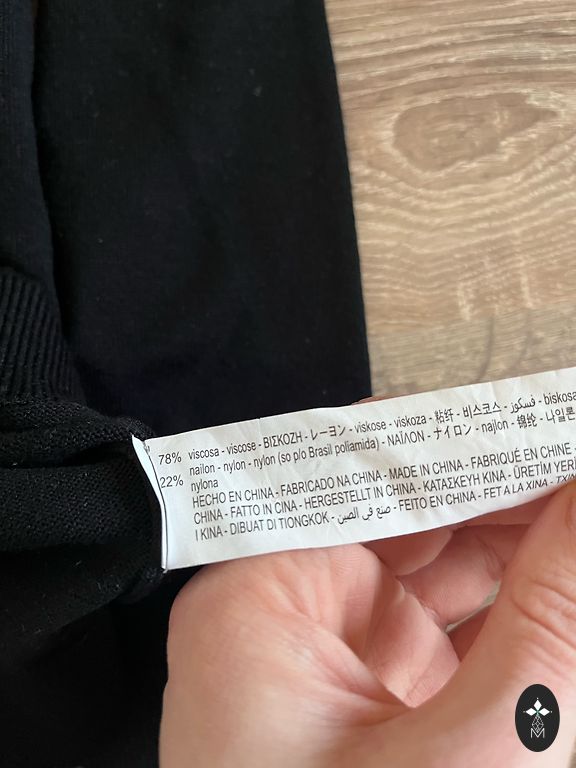 78% viscosa - viscose - ΒΙΣΚΟΖΗ - レーヨン - viskose - viskoza - 粘纤 - 비스코스 - فسكوز - biskosa
nailon - nylon - nylon (so p/o Brasil poliamida) - ΝΑΪΛΟΝ - ナイロン - najlon - 锦纶 - 나일론
22% nylona
HECHO EN CHINA - FABRICADO NA CHINA - MADE IN CHINA - FABRIQUÉ EN CHINE -
CHINA - FATTO IN CINA - HERGESTELLT IN CHINA - ΚΑΤΑΣΚΕΥΗ ΚΙΝΑ - ÜRETİM YERİ
I KINA - DIBUAT DI TIONGKOK - صنع في الصين - FEITO EN CHINA - FET A LA XINA -
M